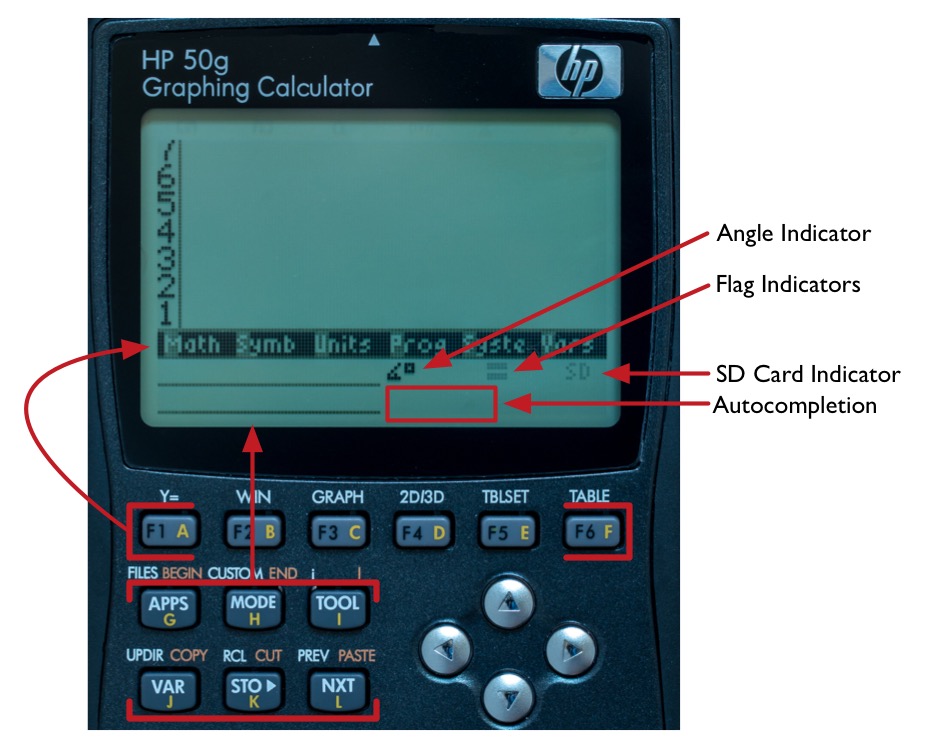 HP 50g
Graphing Calculator
hp
7
6
5
4
3
2
1
Math Symb Units Prog Syste Vars
SD
Angle Indicator
Flag Indicators
SD Card Indicator
Autocompletion
Y= WIN GRAPH 2D/3D TBLSET TABLE
F1 A F2 B F3 C F4 D F5 E F6 F
FILES BEGIN CUSTOM END i I
APPS MODE TOOL
G H I
UPDIR COPY RCL CUT PREV PASTE
VAR STO ▶ NXT
J K L